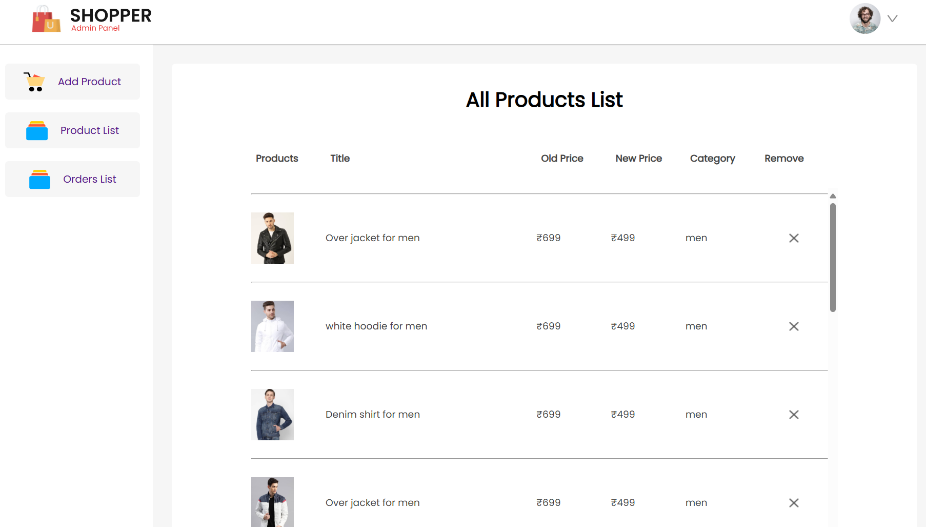 SHOPPER
Admin Panel
Add Product
Product List
Orders List
All Products List
Products Title Old Price New Price Category Remove
Over jacket for men ₹699 ₹499 men
white hoodie for men ₹699 ₹499 men
Denim shirt for men ₹699 ₹499 men
Over jacket for men ₹699 ₹499 men